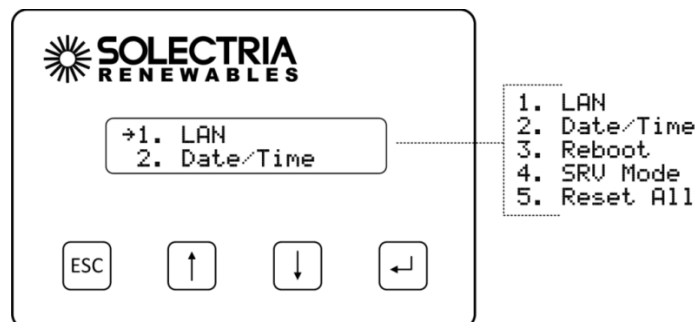 SOLECTRIA
RENEWABLES
→1. LAN
2. Date/Time
ESC
↑
↓
↵
1. LAN
2. Date/Time
3. Reboot
4. SRV Mode
5. Reset All